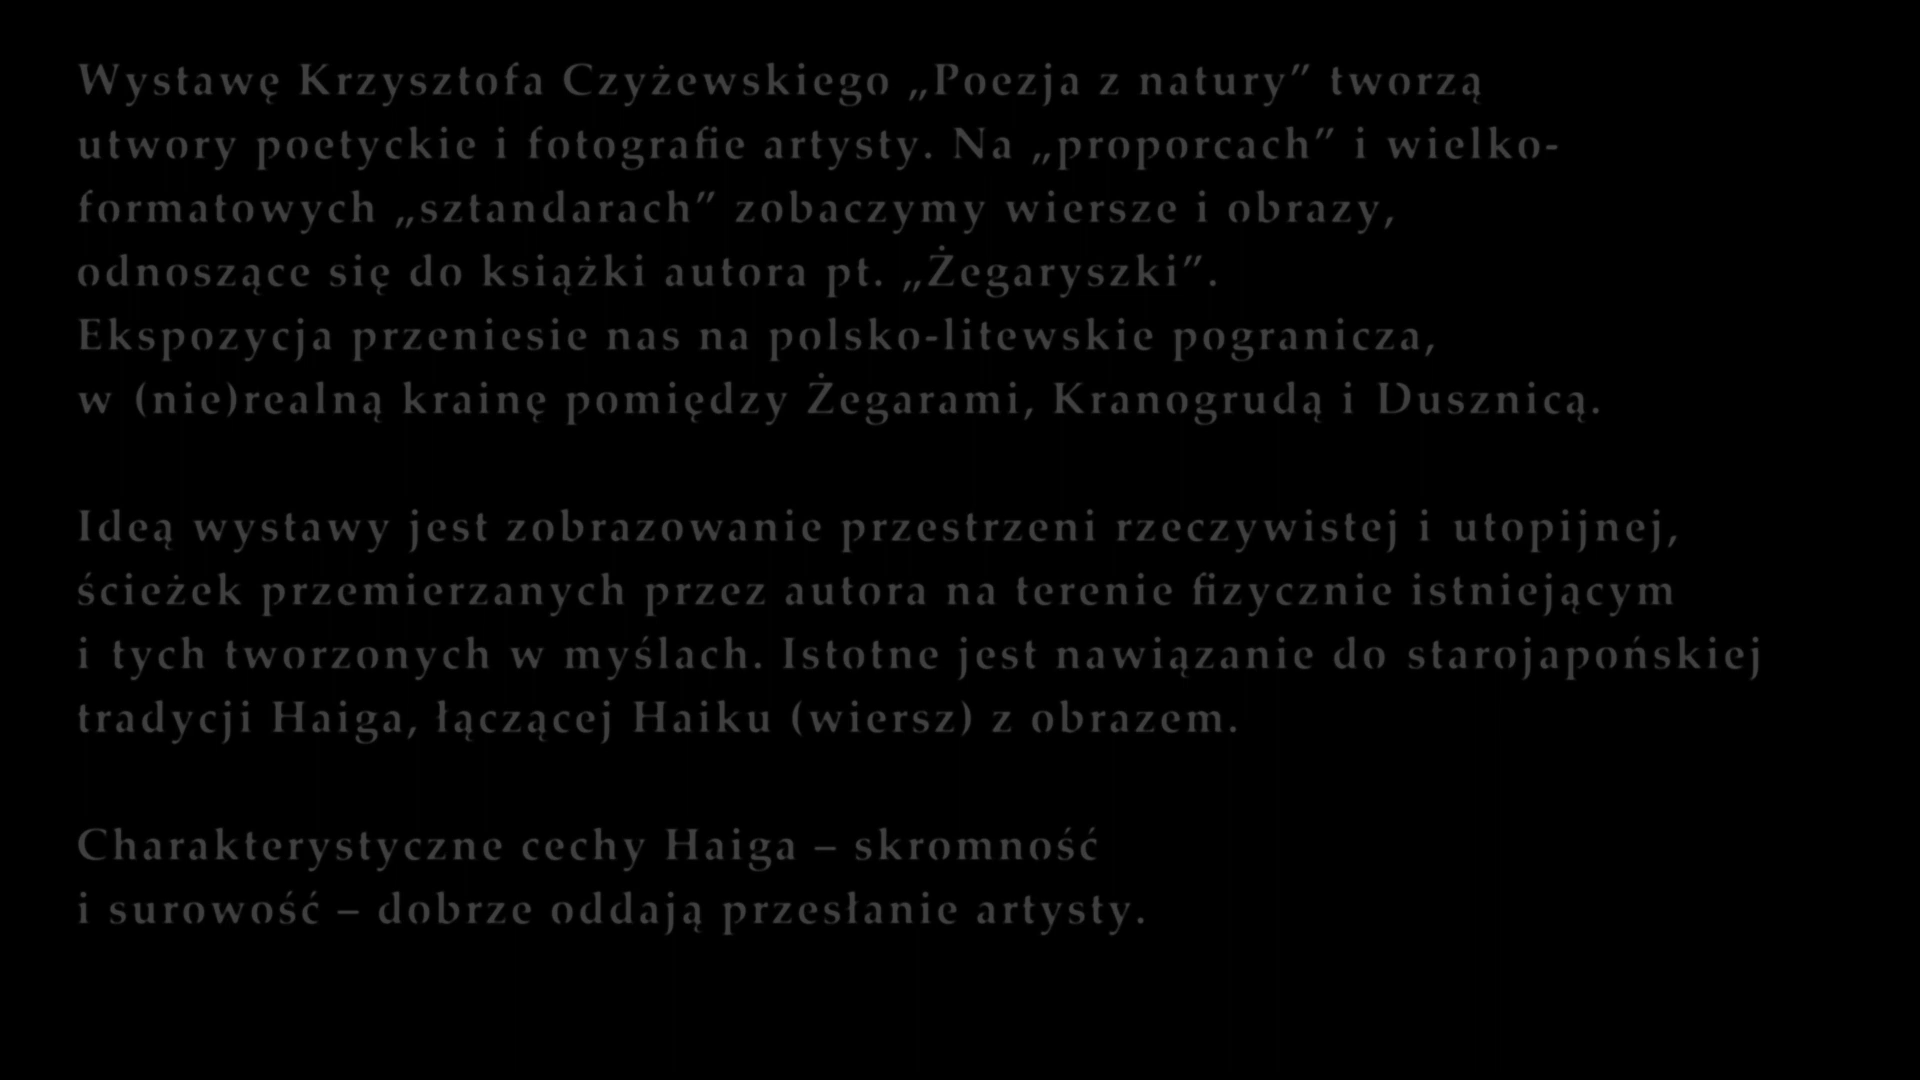 Wystawę Krzysztofa Czyżewskiego „Poezja z natury” tworzą
utwory poetyckie i fotografie artysty. Na „proporcach” i wielko-
formatowych „sztandarach” zobaczymy wiersze i obrazy,
odnoszące się do książki autora pt. „Żegaryszki”.
Ekspozycja przeniesie nas na polsko-litewskie pogranicza,
w (nie)realną krainę pomiędzy Żegarami, Kranogrudą i Dusznicą.
Ideą wystawy jest zobrazowanie przestrzeni rzeczywistej i utopijnej,
ścieżek przemierzanych przez autora na terenie fizycznie istniejącym
i tych tworzonych w myślach. Istotne jest nawiązanie do starojapońskiej
tradycji Haiga, łączącej Haiku (wiersz) z obrazem.
Charakterystyczne cechy Haiga – skromność
i surowość – dobrze oddają przesłanie artysty.